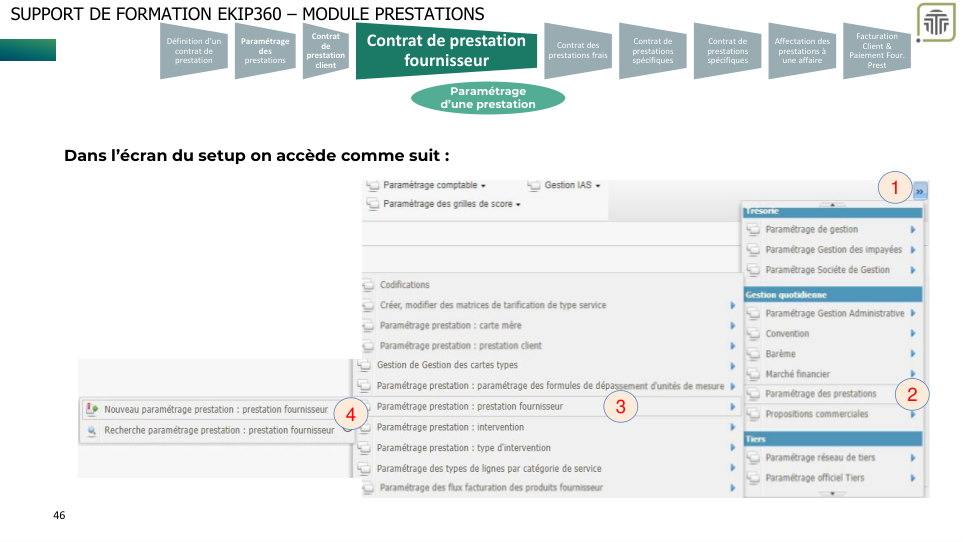 SUPPORT DE FORMATION EKIP360 – MODULE PRESTATIONS
Définition d'un
contrat de
prestation
Paramétrage
des
prestations
Contrat
de
prestation
client
Contrat de prestation
fournisseur
Contrat des
prestations frais
Contrat de
prestations
spécifiques
Contrat de
prestations
spécifiques
Affectation des
prestations à
une affaire
Facturation
Client &
Paiement Four.
Prest
Paramétrage
d'une prestation
Dans l'écran du setup on accède comme suit :
Paramétrage comptable
Gestion IAS
1
»
Paramétrage des grilles de score
Trésorie
Paramétrage de gestion
Paramétrage Gestion des impayées
Paramétrage Sociéte de Gestion
Gestion quotidienne
Paramétrage Gestion Administrative
Convention
Barème
Marché financier
Paramétrage des prestations
2
Propositions commerciales
Tiers
Paramétrage réseau de tiers
Paramétrage officiel Tiers
Codifications
Créer, modifier des matrices de tarification de type service
Paramétrage prestation : carte mère
Paramétrage prestation : prestation client
Gestion de Gestion des cartes types
Paramétrage prestation : paramétrage des formules de dépassement d'unités de mesure
Paramétrage prestation : prestation fournisseur
3
Paramétrage prestation : intervention
Paramétrage prestation : type d'intervention
Paramétrage des types de lignes par catégorie de service
Paramétrage des flux facturation des produits fournisseur
Nouveau paramétrage prestation : prestation fournisseur
4
Recherche paramétrage prestation : prestation fournisseur
46